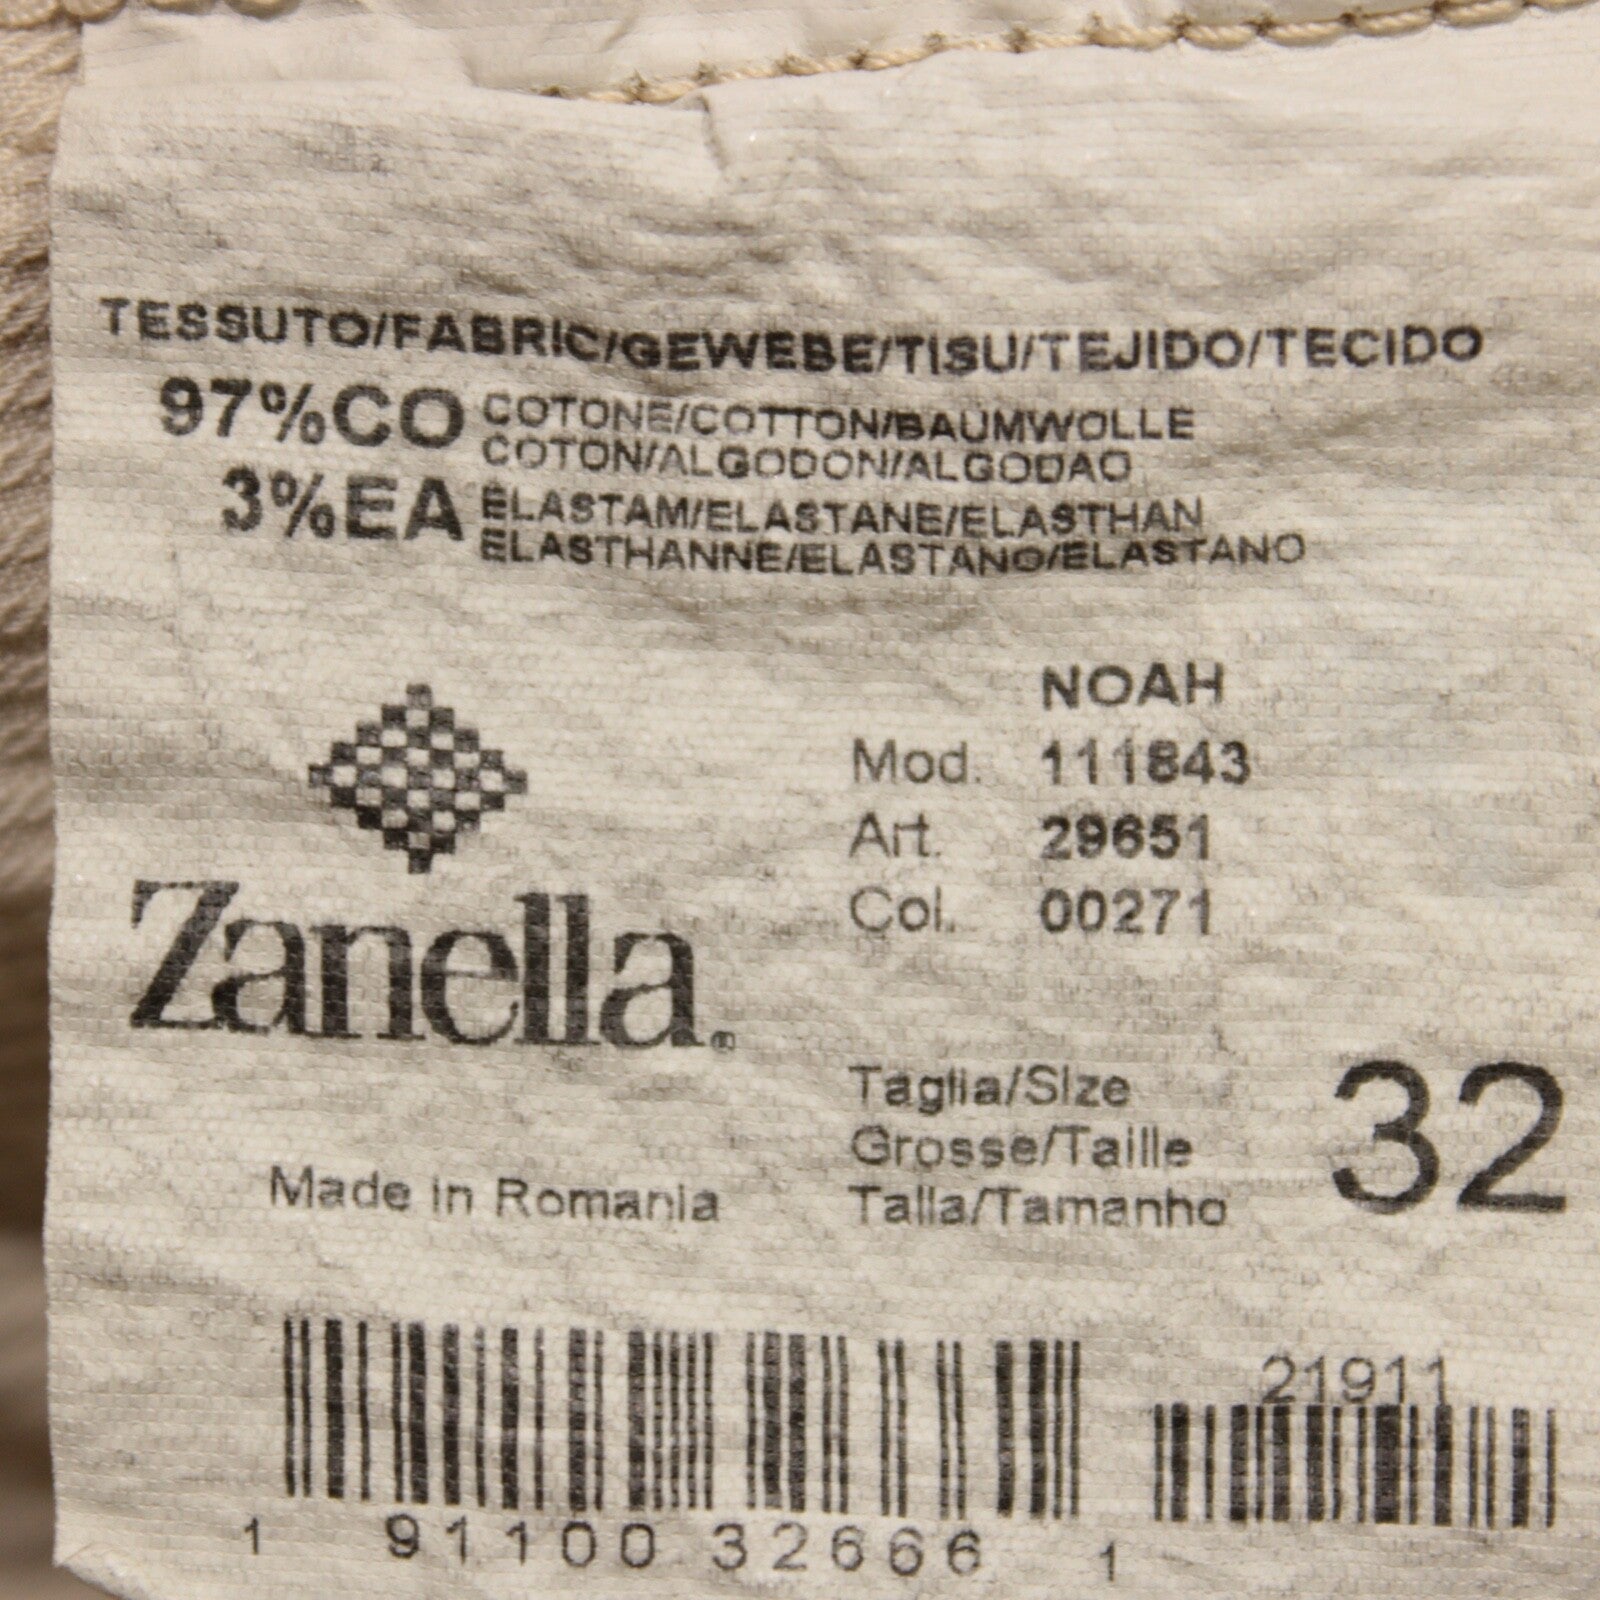 TESSUTO/FABRIC/GEWEBE/TISU/TEJIDO/TECIDO
97%CO COTONE/COTTON/BAUMWOLLE
COTON/ALGODON/ALGODAO
3%EA ELASTAM/ELASTANE/ELASTHAN
ELASTHANNE/ELASTANO/ELASTANO
NOAH
Mod. 111843
Art. 29651
Col. 00271
Zanella®
Made in Romania
Taglia/Size
Grosse/Taille
Talla/Tamanho
32
21911
1 91100 32666 1